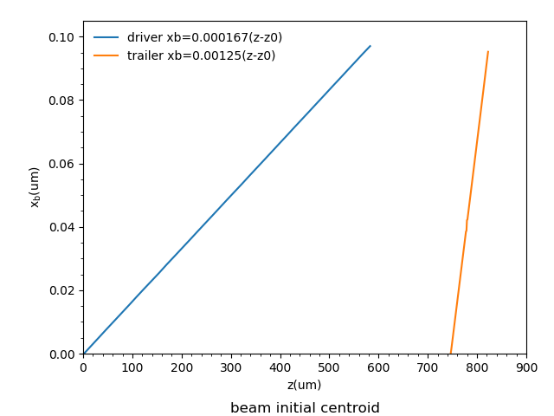 driver xb=0.000167(z-z0)
trailer xb=0.00125(z-z0)
0.10
0.08
0.06
0.04
0.02
0.00
x_b(um)
0 100 200 300 400 500 600 700 800 900
z(um)
beam initial centroid